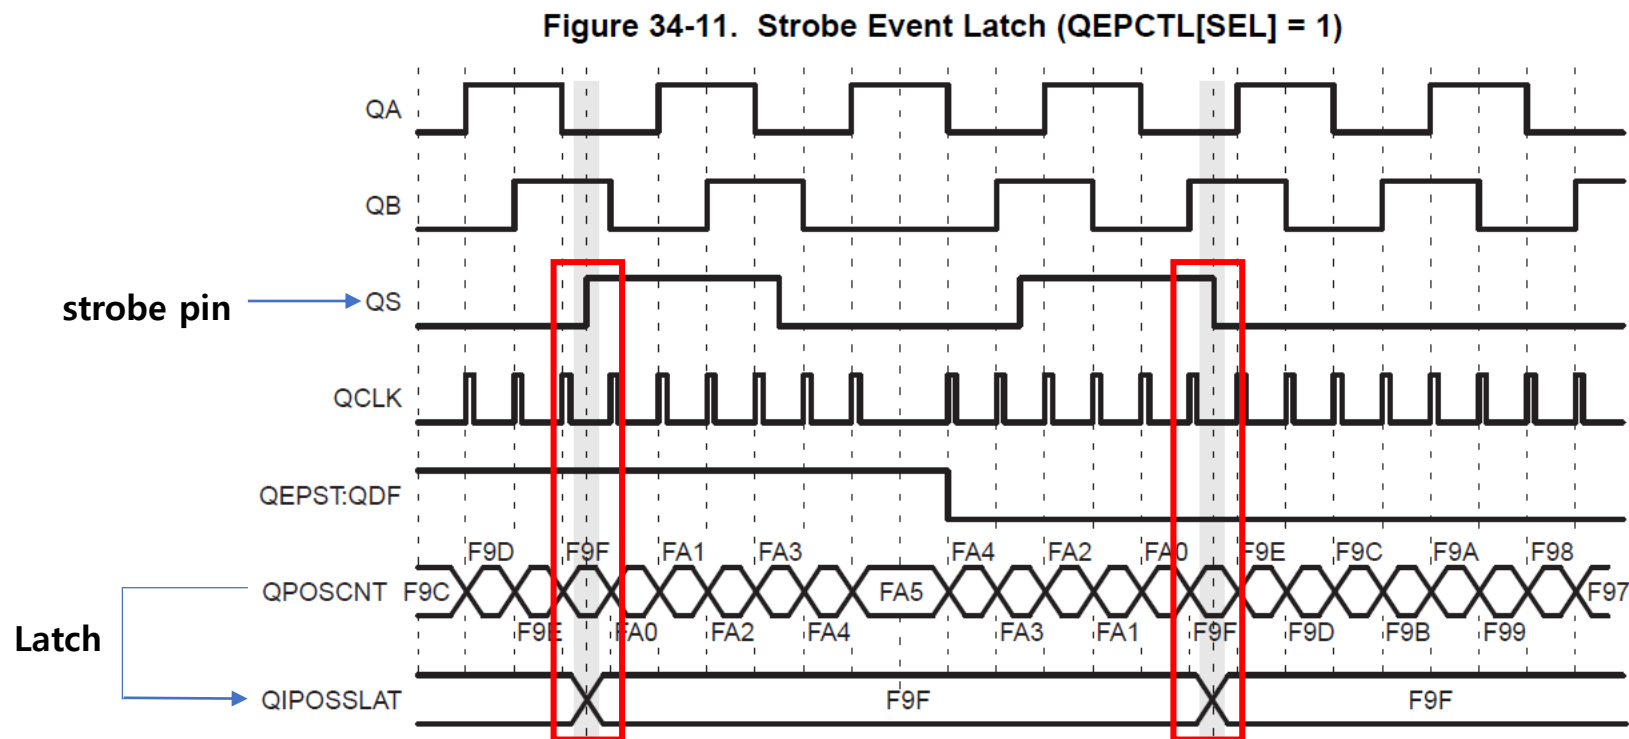 Figure 34-11. Strobe Event Latch (QEPCTL[SEL] = 1)
QA
QB
strobe pin
QS
QCLK
QEPST:QDF
F9D F9F FA1 FA3 FA4 FA2 FA0 F9E F9C F9A F98
QPOSCNT F9C FA5 F97
F9E FA0 FA2 FA4 FA3 FA1 F9F F9D F9B F99
Latch
QIPOSSLAT F9F F9F